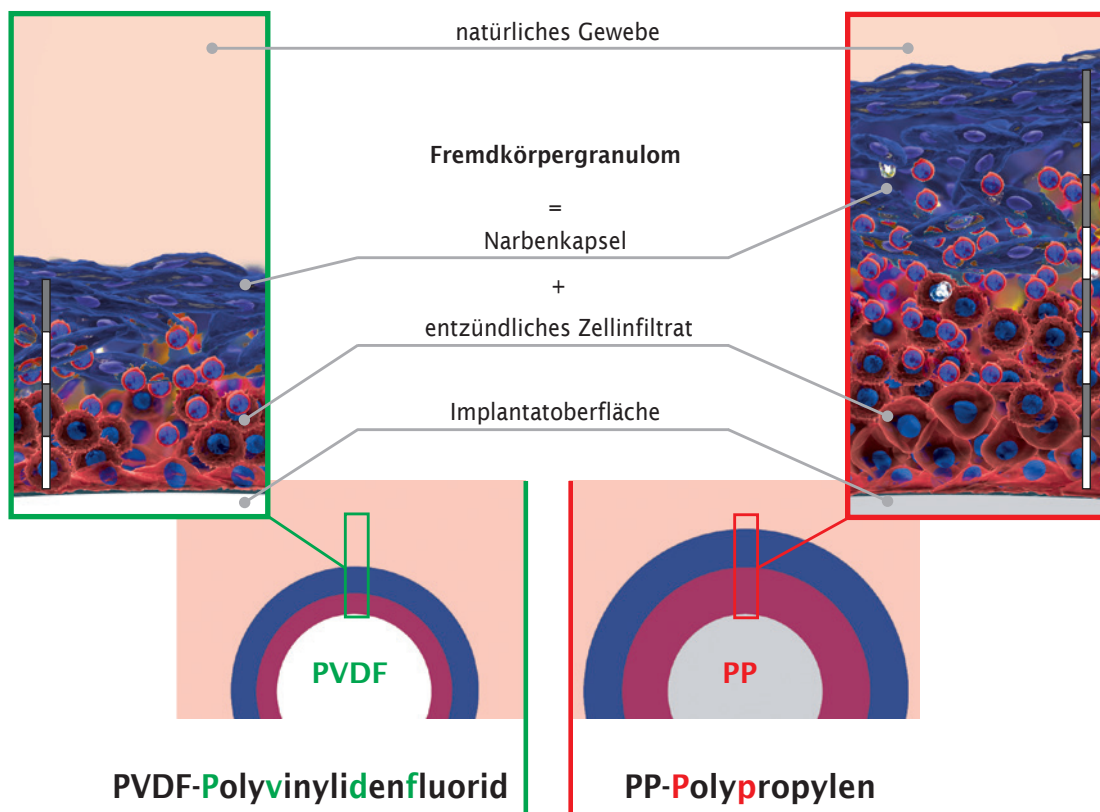 natürliches Gewebe
Fremdkörpergranulom
=
Narbenkapsel
+
entzündliches Zellinfiltrat
Implantatoberfläche
PVDF
PP
PVDF-Polyvinylidenfluorid
PP-Polypropylen